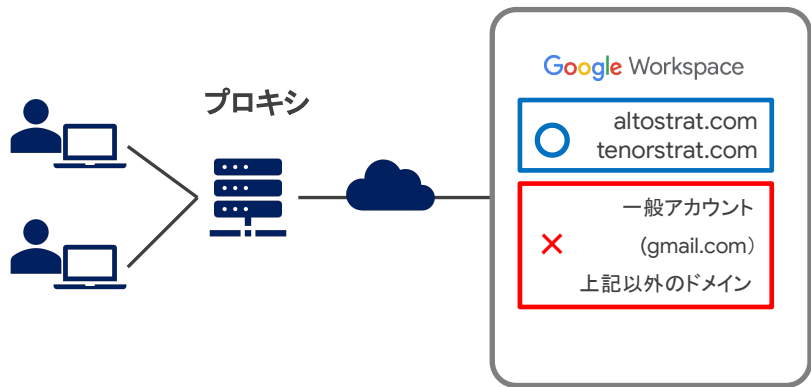 プロキシ
Google Workspace
altostrat.com
tenorstrat.com
一般アカウント
(gmail.com）
上記以外のドメイン